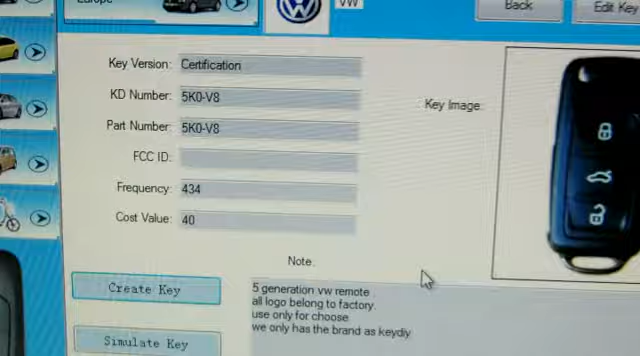 Europe
VW
Back
Edit Key
Key Version: Certification
KD Number: 5K0-V8
Key Image:
Part Number: 5K0-V8
FCC ID:
Frequency: 434
Cost Value: 40
Note.
Create Key
5 generation vw remote
all logo belong to factory.
use only for choose
we only has the brand as keydiy
Simulate Key